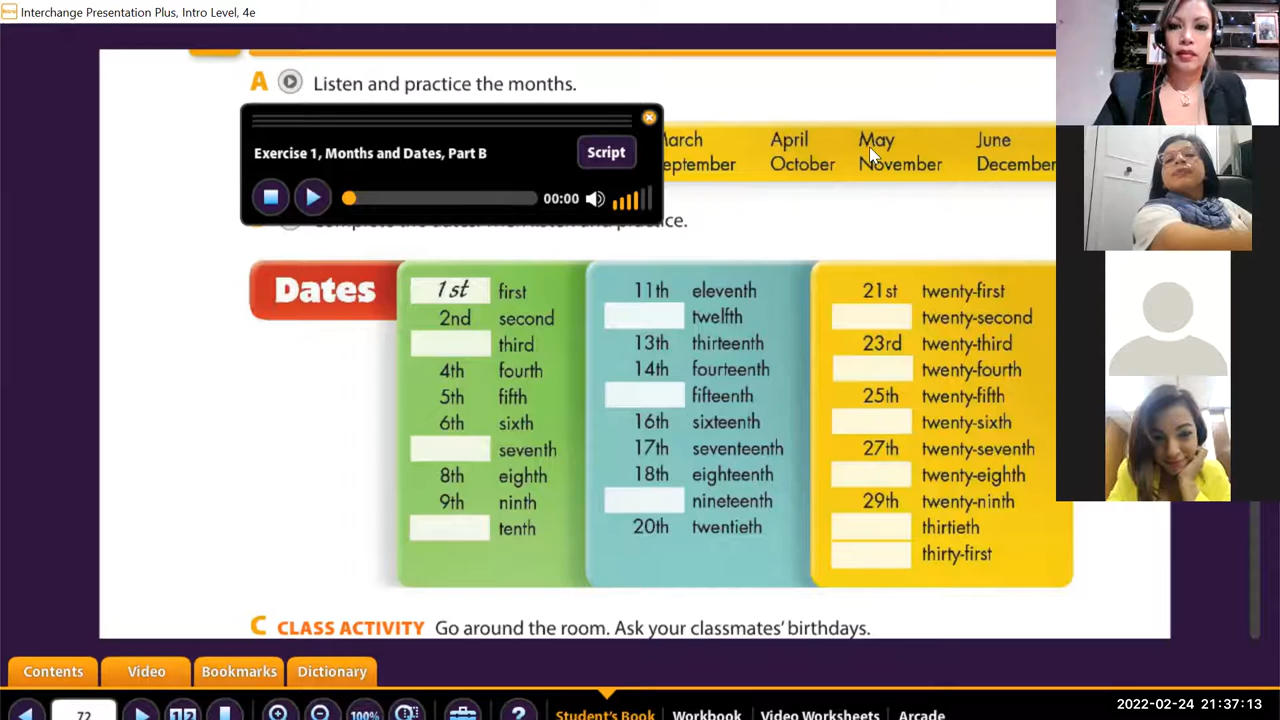 Interchange Presentation Plus, Intro Level, 4e
A Listen and practice the months.
Exercise 1, Months and Dates, Part B
Script
00:00
April May June
October November December
Dates
1st first
2nd second
third
4th fourth
5th fifth
6th sixth
seventh
8th eighth
9th ninth
tenth
11th eleventh
twelfth
13th thirteenth
14th fourteenth
fifteenth
16th sixteenth
17th seventeenth
18th eighteenth
nineteenth
20th twentieth
21st twenty-first
twenty-second
23rd twenty-third
twenty-fourth
25th twenty-fifth
twenty-sixth
27th twenty-seventh
twenty-eighth
29th twenty-ninth
thirtieth
thirty-first
C CLASS ACTIVITY Go around the room. Ask your classmates' birthdays.
Contents Video Bookmarks Dictionary
72 100% ? Student's Book Workbook Video Worksheets Arcade
2022-02-24 21:37:13